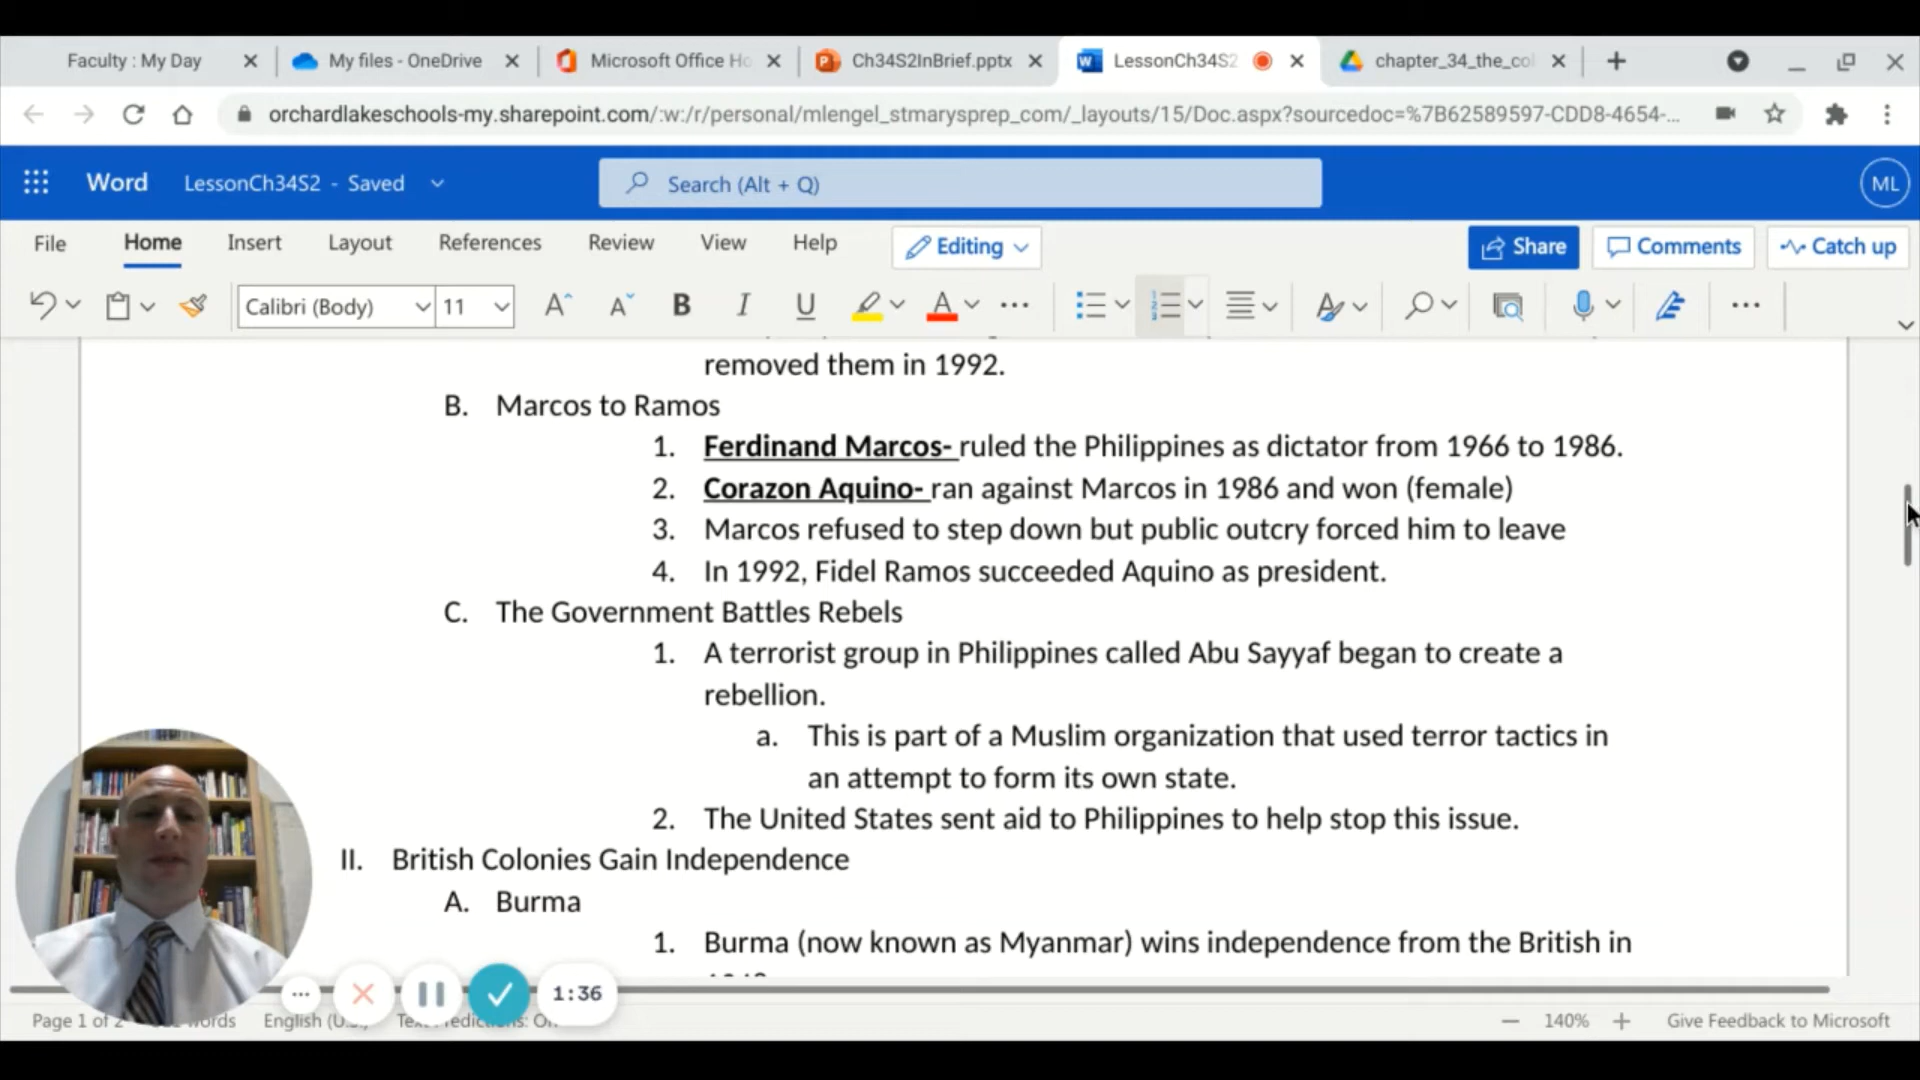 Faculty : My Day
My files - OneDrive
Microsoft Office Ho
Ch34S2InBrief.pptx
LessonCh34S2
chapter_34_the_col
orchardlakeschools-my.sharepoint.com/:w:/r/personal/mlengel_stmarysprep_com/_layouts/15/Doc.aspx?sourcedoc=%7B62589597-CDD8-4654-...
Word LessonCh34S2 - Saved
Search (Alt + Q)
ML
File Home Insert Layout References Review View Help Editing Share Comments Catch up
Calibri (Body) 11
removed them in 1992.
B. Marcos to Ramos
1. Ferdinand Marcos- ruled the Philippines as dictator from 1966 to 1986.
2. Corazon Aquino- ran against Marcos in 1986 and won (female)
3. Marcos refused to step down but public outcry forced him to leave
4. In 1992, Fidel Ramos succeeded Aquino as president.
C. The Government Battles Rebels
1. A terrorist group in Philippines called Abu Sayyaf began to create a
rebellion.
a. This is part of a Muslim organization that used terror tactics in
an attempt to form its own state.
2. The United States sent aid to Philippines to help stop this issue.
II. British Colonies Gain Independence
A. Burma
1. Burma (now known as Myanmar) wins independence from the British in
1:36
Page 1 of 2 words English (U.S.) Text Predictions: On
140%
Give Feedback to Microsoft